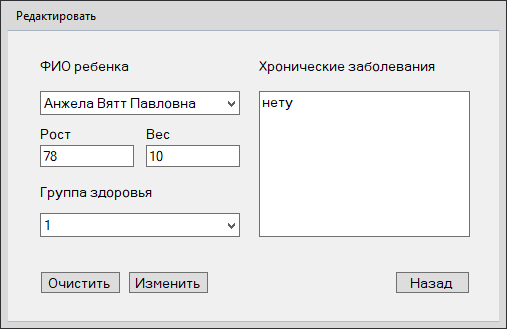 Редактировать
ФИО ребенка
Анжела Вятт Павловна
Рост
Вес
78
10
Группа здоровья
1
Хронические заболевания
нету
Очистить
Изменить
Назад